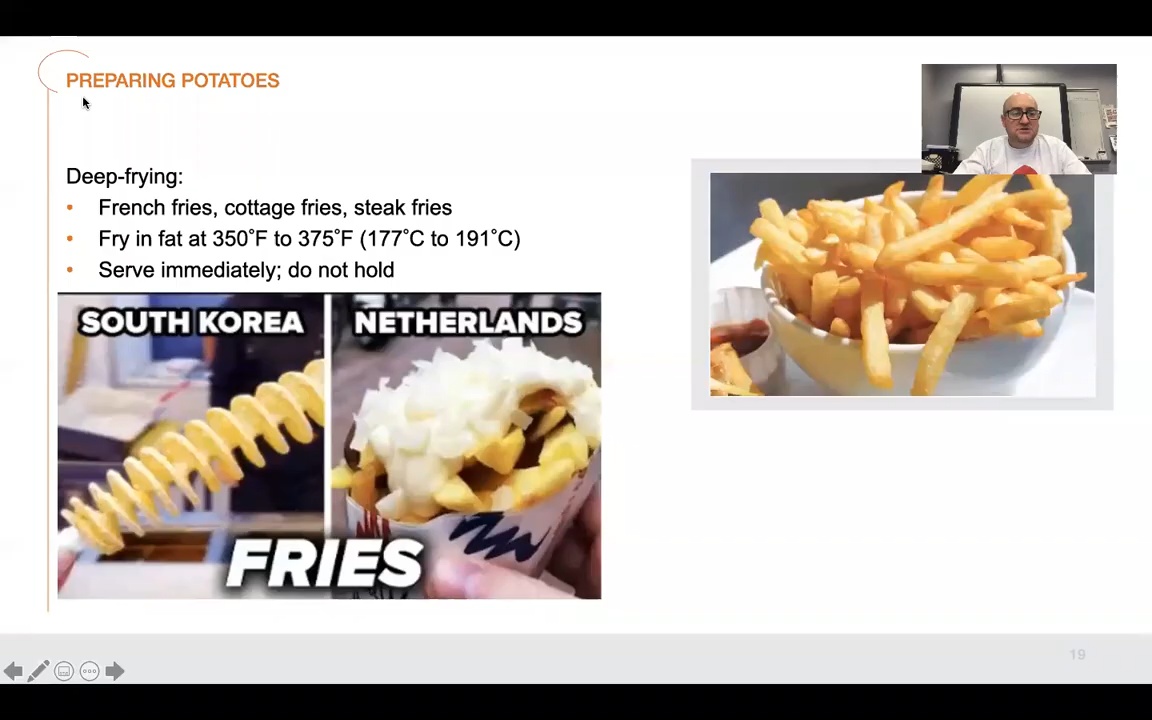 PREPARING POTATOES
Deep-frying:
• French fries, cottage fries, steak fries
• Fry in fat at 350˚F to 375˚F (177˚C to 191˚C)
• Serve immediately; do not hold
SOUTH KOREA
NETHERLANDS
FRIES
19